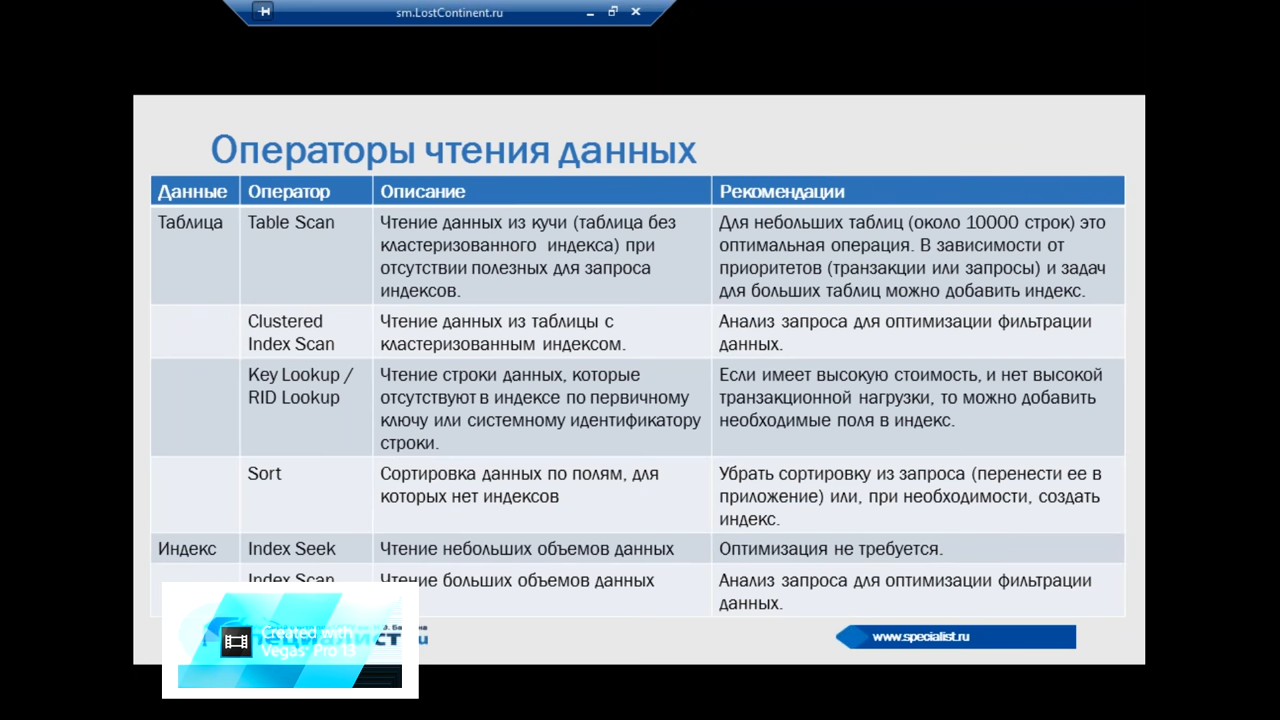 sm.LostContinent.ru
Операторы чтения данных
Данные Оператор Описание Рекомендации
Таблица Table Scan Чтение данных из кучи (таблица без Для небольших таблиц (около 10000 строк) это
кластеризованного индекса) при оптимальная операция. В зависимости от
отсутствии полезных для запроса приоритетов (транзакции или запросы) и задач
индексов. для больших таблиц можно добавить индекс.
Clustered Чтение данных из таблицы с Анализ запроса для оптимизации фильтрации
Index Scan кластеризованным индексом. данных.
Key Lookup / Чтение строки данных, которые Если имеет высокую стоимость, и нет высокой
RID Lookup отсутствуют в индексе по первичному транзакционной нагрузки, то можно добавить
ключу или системному идентификатору необходимые поля в индекс.
строки.
Sort Сортировка данных по полям, для Убрать сортировку из запроса (перенести ее в
которых нет индексов приложение) или, при необходимости, создать
индекс.
Индекс Index Seek Чтение небольших объемов данных Оптимизация не требуется.
Index Scan Чтение больших объемов данных Анализ запроса для оптимизации фильтрации
данных.
www.specialist.ru
Created with
Vegas Pro 13